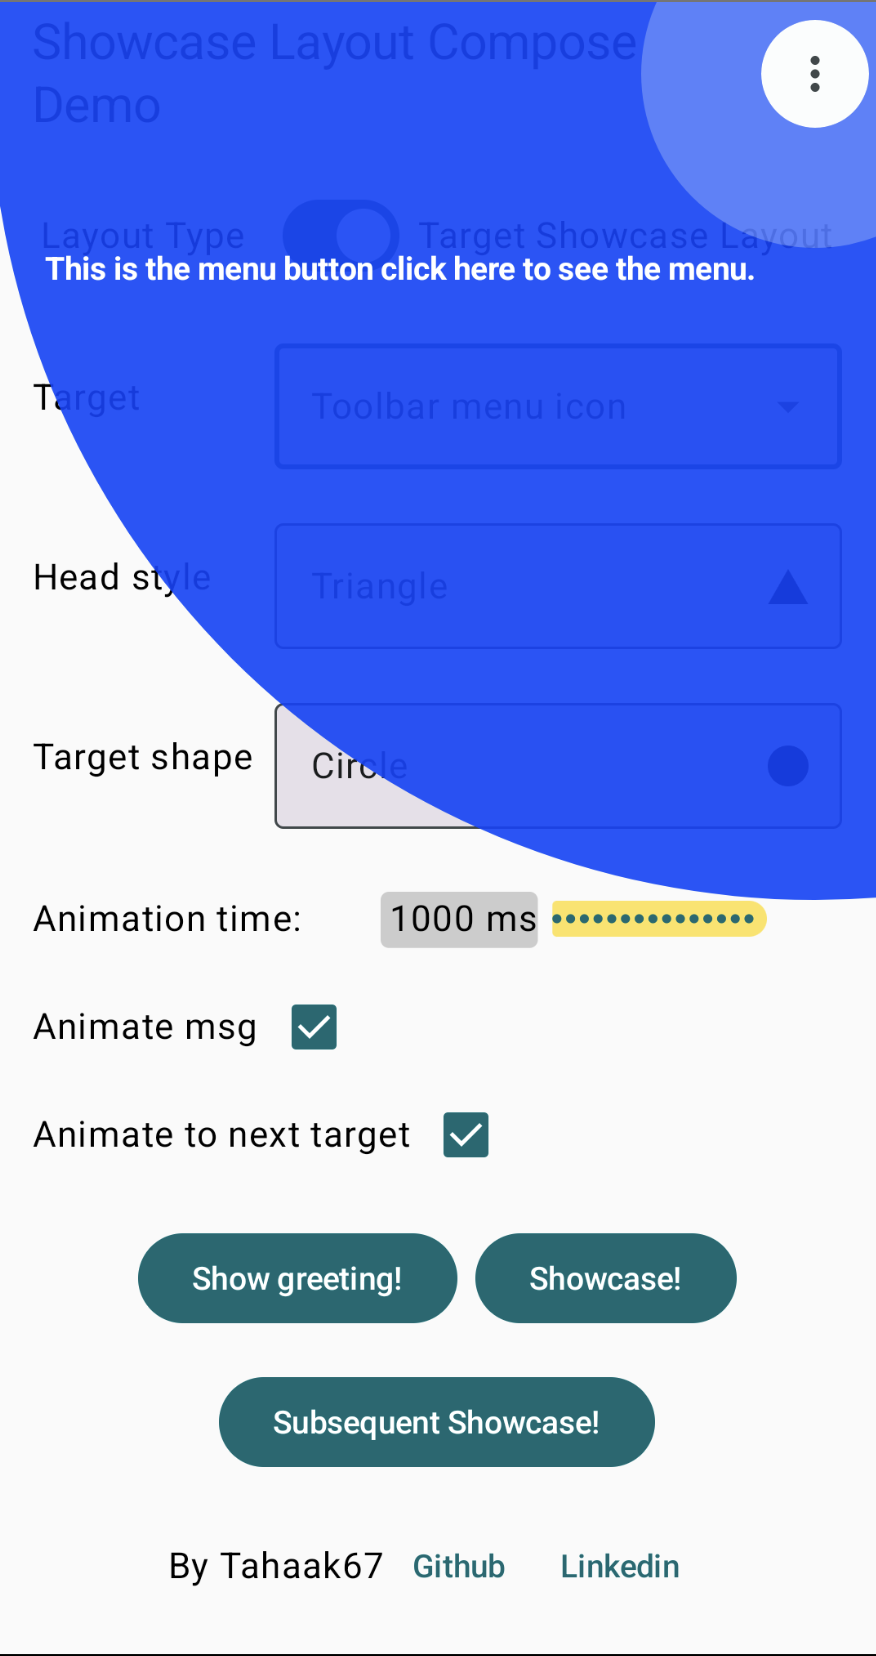 Showcase Layout Compose
Demo
Layout Type Target Showcase Layout
This is the menu button click here to see the menu.
Target Toolbar menu icon
Head style Triangle
Target shape Circle
Animation time: 1000 ms
Animate msg
Animate to next target
Show greeting! Showcase!
Subsequent Showcase!
By Tahaak67 Github Linkedin